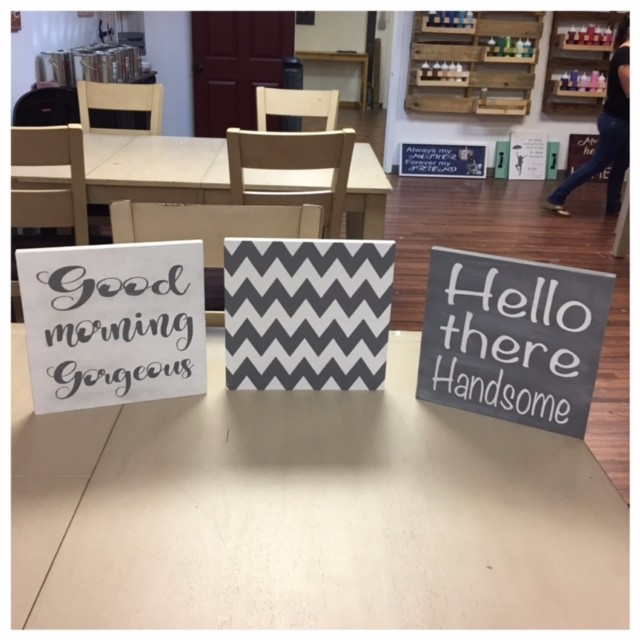 Good
morning
Gorgeous
Hello
there
Handsome
Always my
MOTHER
Forever my
FRIEND